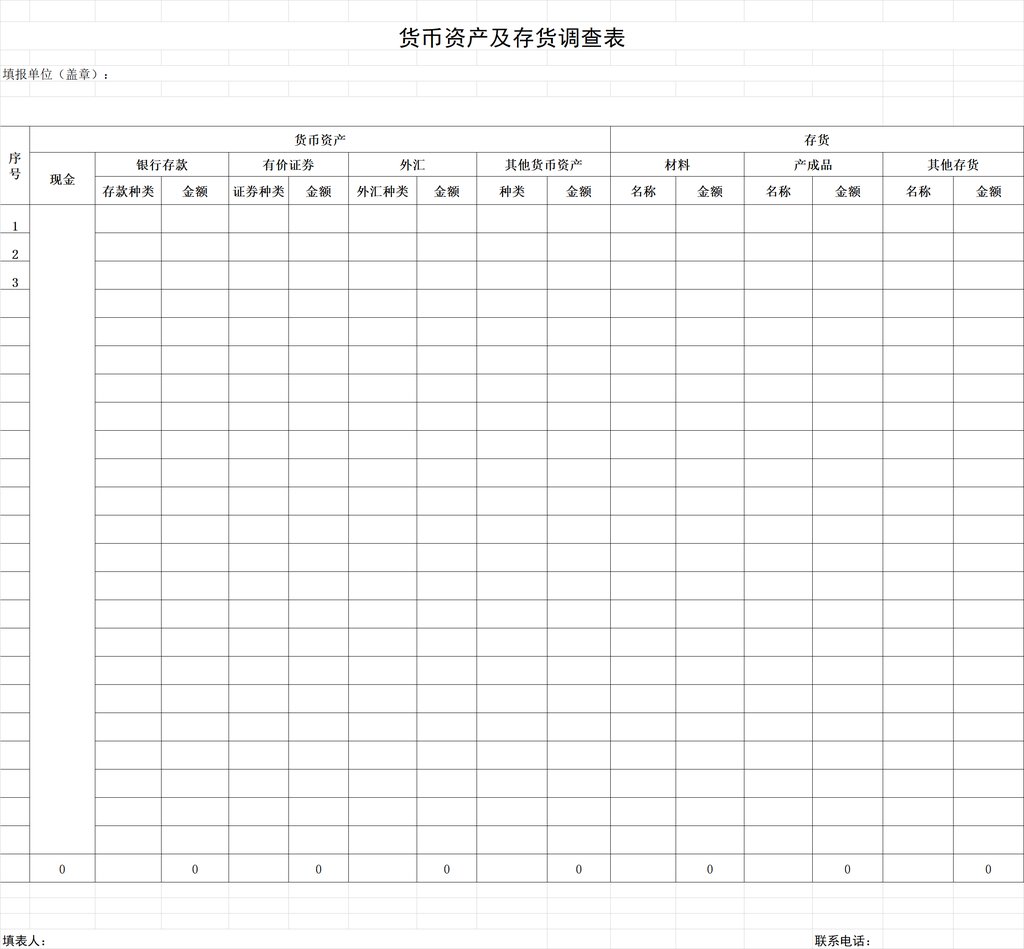 货币资产及存货调查表
填报单位（盖章）：
序号 货币资产 存货
现金 银行存款 有价证券 外汇 其他货币资产 材料 产成品 其他存货
存款种类 金额 证券种类 金额 外汇种类 金额 种类 金额 名称 金额 名称 金额 名称 金额
1
2
3
0 0 0 0 0 0 0 0
填表人： 联系电话：